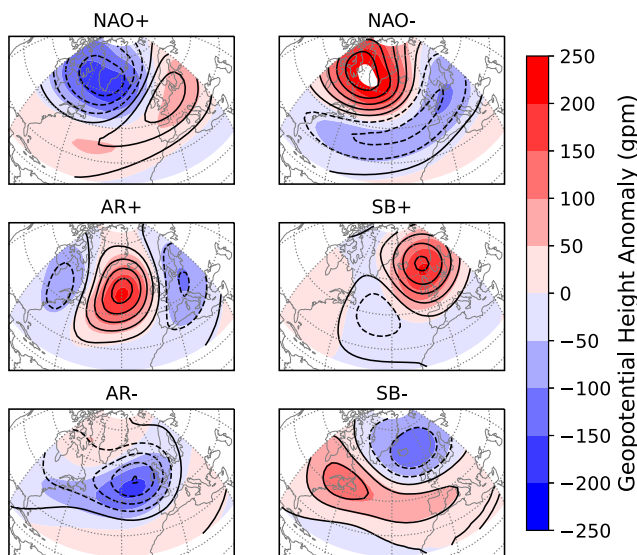 NAO+
NAO-
AR+
SB+
AR-
SB-
250
200
150
100
50
0
−50
−100
−150
−200
−250
Geopotential Height Anomaly (gpm)